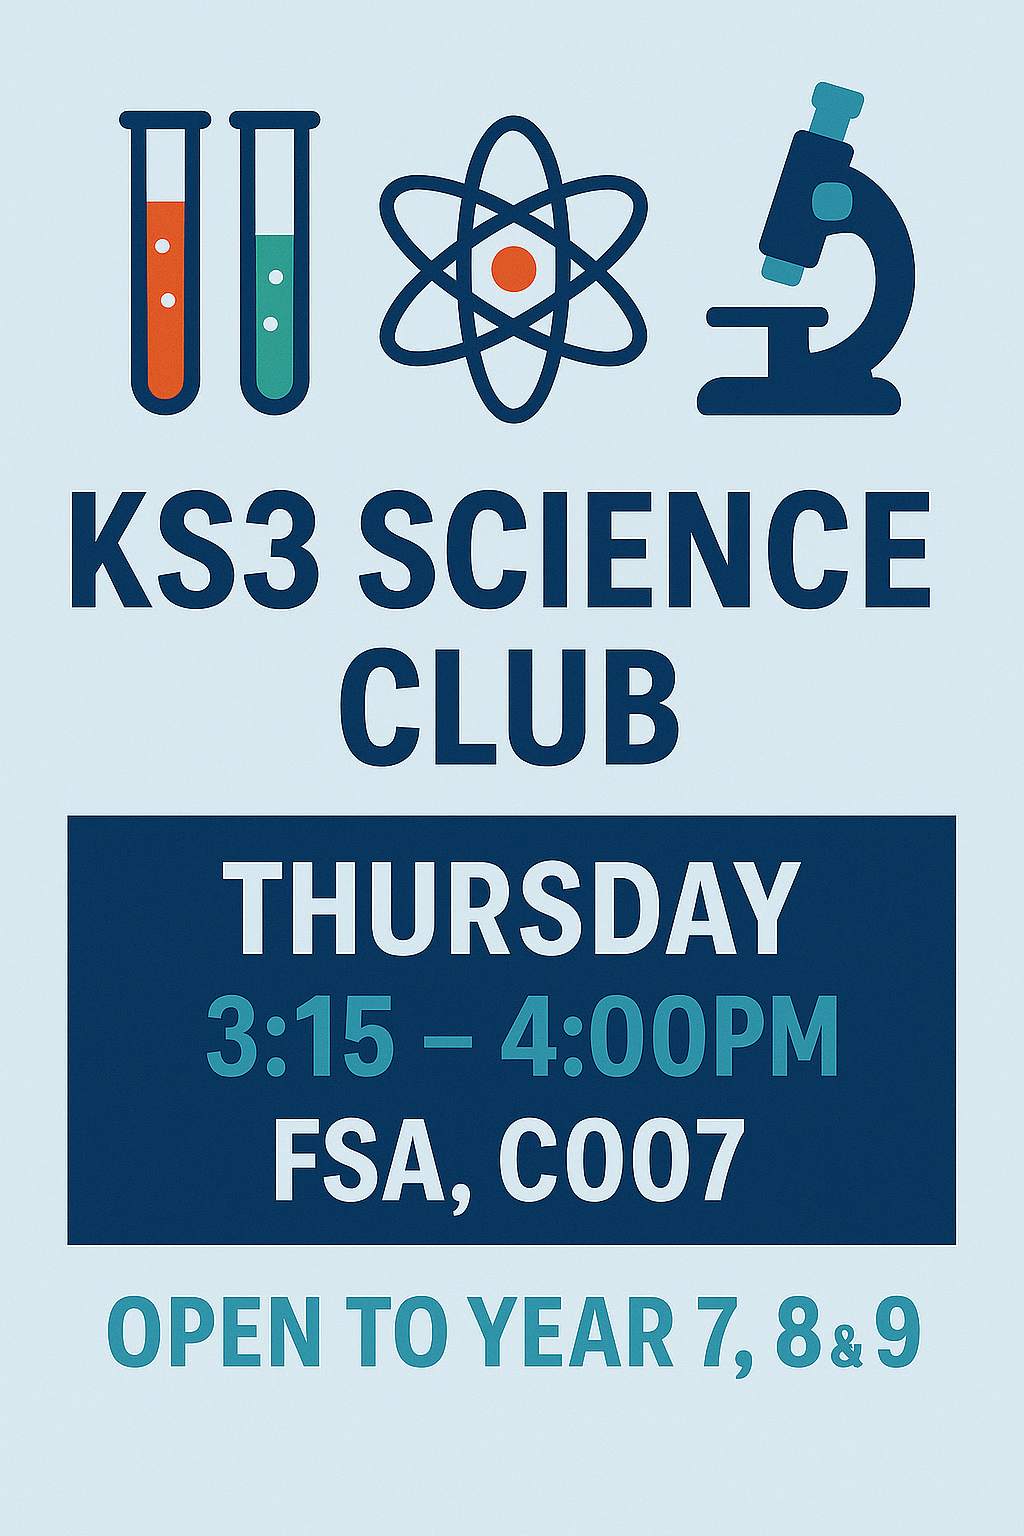 KS3 SCIENCE
CLUB
THURSDAY
3:15 – 4:00PM
FSA, C007
OPEN TO YEAR 7, 8 & 9